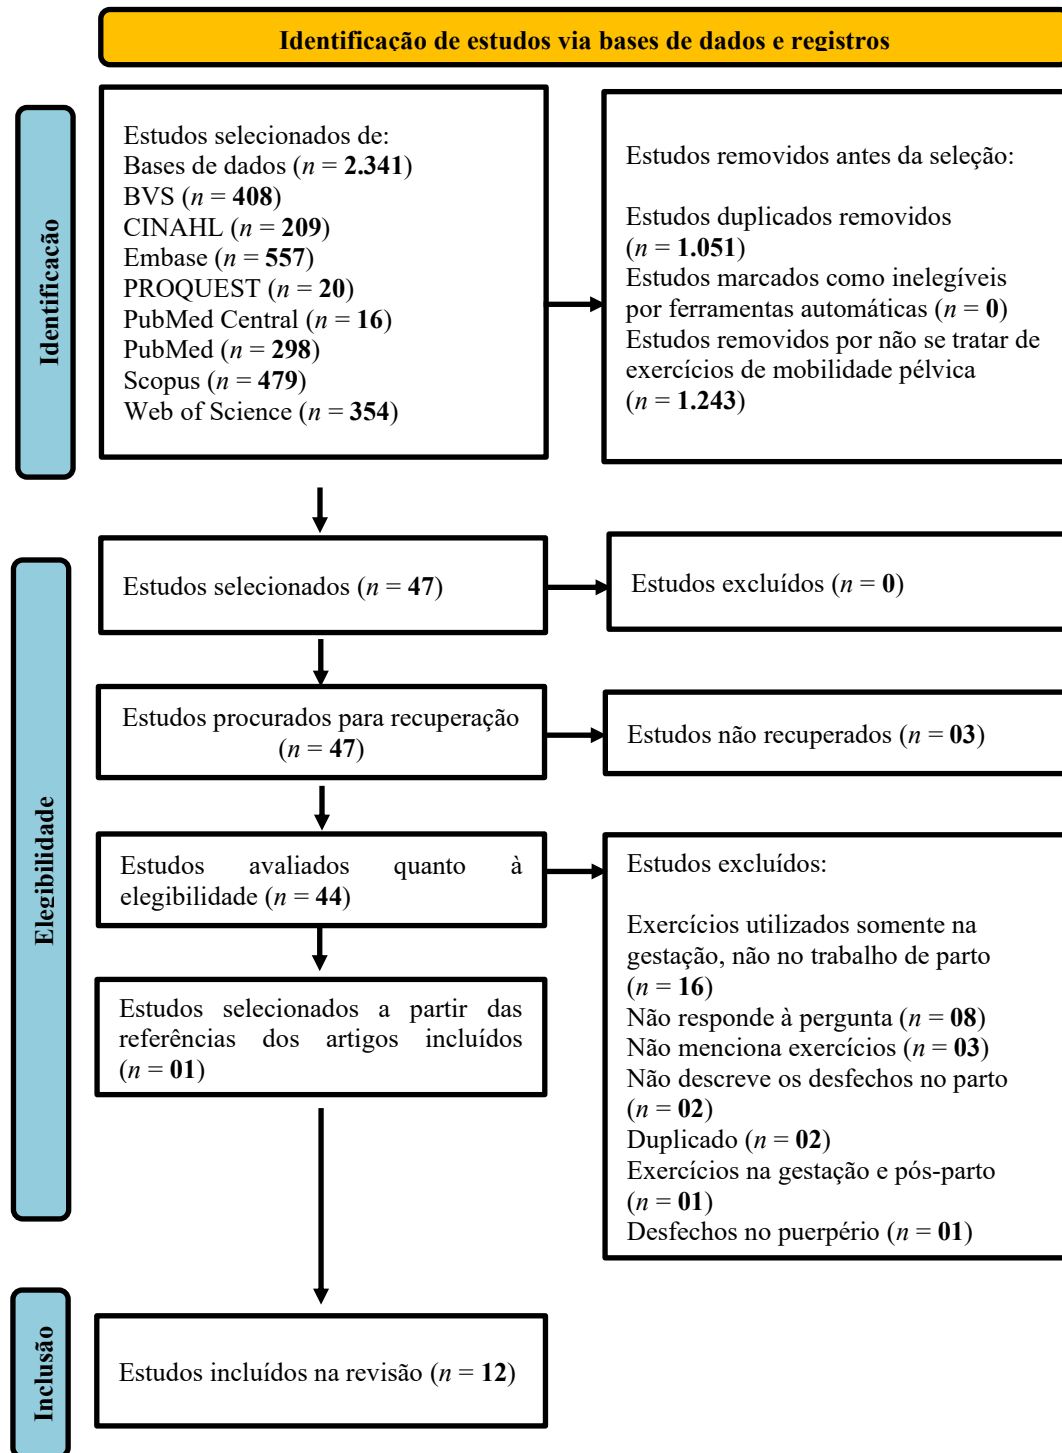 Identificação de estudos via bases de dados e registros
Identificação
Estudos selecionados de:
Bases de dados (n = 2.341)
BVS (n = 408)
CINAHL (n = 209)
Embase (n = 557)
PROQUEST (n = 20)
PubMed Central (n = 16)
PubMed (n = 298)
Scopus (n = 479)
Web of Science (n = 354)
Estudos removidos antes da seleção:
Estudos duplicados removidos
(n = 1.051)
Estudos marcados como inelegíveis
por ferramentas automáticas (n = 0)
Estudos removidos por não se tratar de
exercícios de mobilidade pélvica
(n = 1.243)
Elegibilidade
Estudos selecionados (n = 47)
Estudos excluídos (n = 0)
Estudos procurados para recuperação
(n = 47)
Estudos não recuperados (n = 03)
Estudos avaliados quanto à
elegibilidade (n = 44)
Estudos excluídos:
Exercícios utilizados somente na
gestação, não no trabalho de parto
(n = 16)
Não responde à pergunta (n = 08)
Não menciona exercícios (n = 03)
Não descreve os desfechos no parto
(n = 02)
Duplicado (n = 02)
Exercícios na gestação e pós-parto
(n = 01)
Desfechos no puerpério (n = 01)
Estudos selecionados a partir das
referências dos artigos incluídos
(n = 01)
Inclusão
Estudos incluídos na revisão (n = 12)